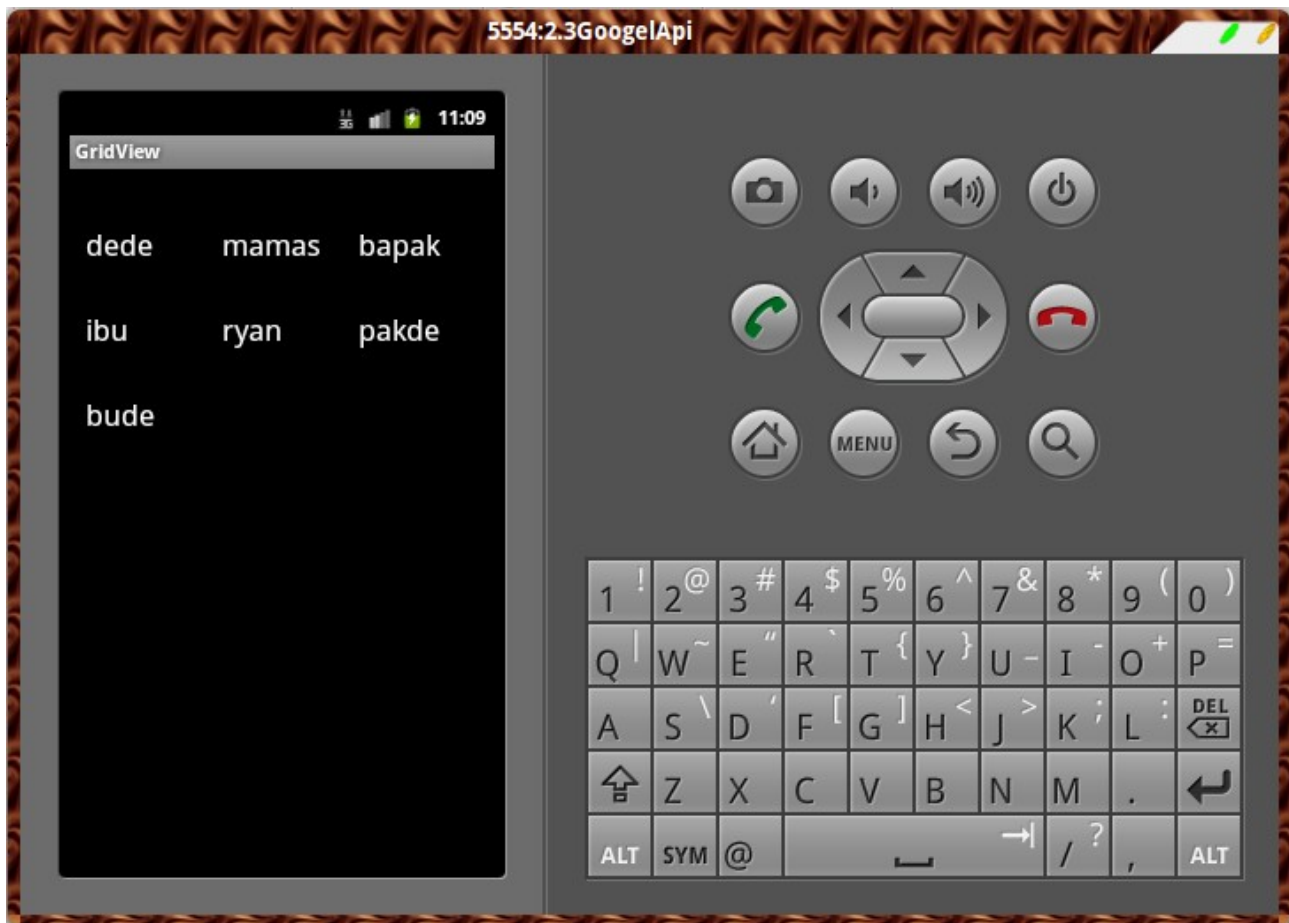 5554:2.3GoogelApi
3G 11:09
GridView
dede mamas bapak
ibu ryan pakde
bude
MENU
1 ! 2 @ 3 # 4 $ 5 % 6 ^ 7 & 8 * 9 ( 0 )
Q | W ~ E " R ` T { Y } U _ I - O + P =
A S \ D ' F [ G ] H < J > K ; L : DEL
Z X C V B N M .
ALT SYM @ / ? , ALT